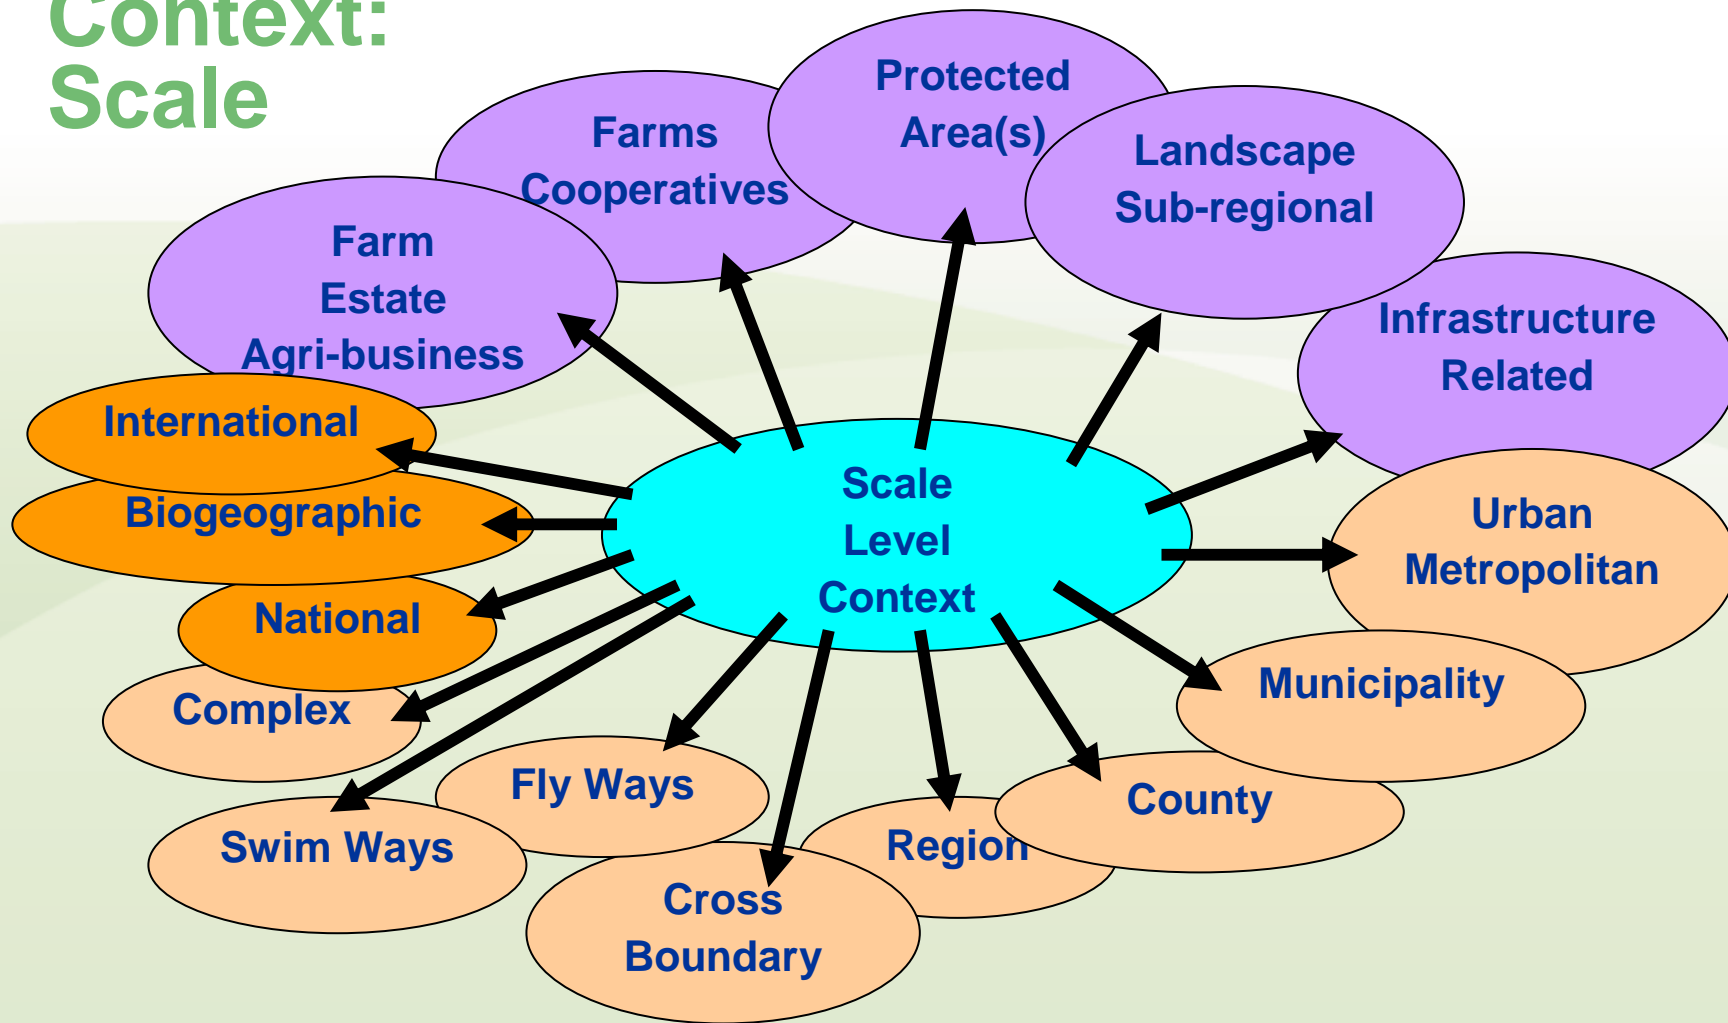 Context:
Scale
Protected
Area(s)
Farms
Cooperatives
Landscape
Sub-regional
Farm
Estate
Agri-business
Infrastructure
Related
International
Biogeographic
National
Complex
Swim Ways
Fly Ways
Cross
Boundary
Region
County
Municipality
Urban
Metropolitan
Scale
Level
Context